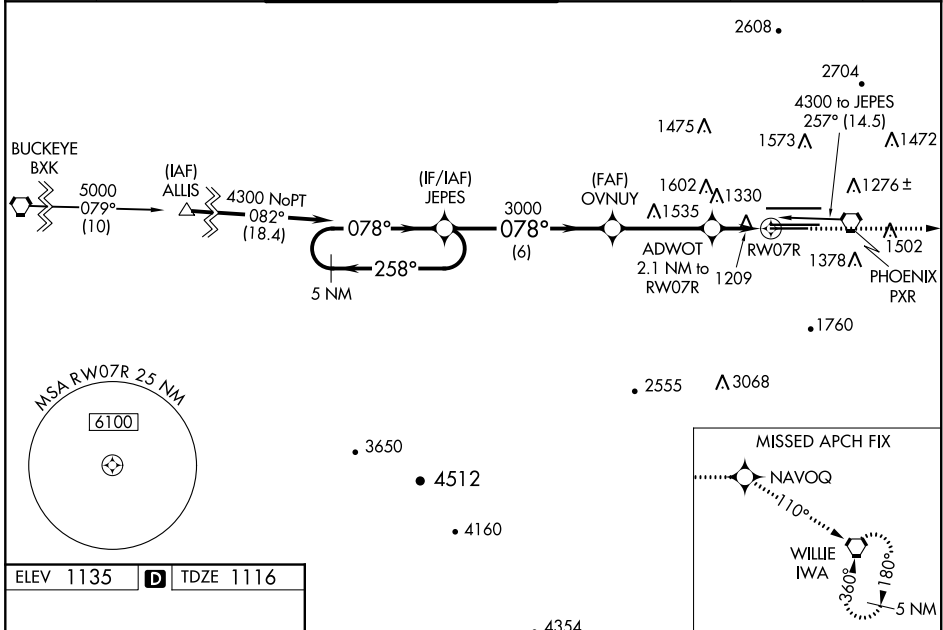 2608
2704
4300 to JEPES
257° (14.5)
1475
1573
1472
BUCKEYE
BXK
5000
079°
(10)
(IAF)
ALLIS
4300 NoPT
082°
(18.4)
(IF/IAF)
JEPES
3000
078°
078°
(6)
258°
5 NM
(FAF)
OVNUY
1602
1330
1276 ±
1535
ADWOT
2.1 NM to
RW07R
1209
RW07R
1378
1502
PHOENIX
PXR
1760
2555
3068
MSA RW07R 25 NM
6100
3650
4512
4160
MISSED APCH FIX
NAVOQ
110°
WILLIE
IWA
360°
180°
5 NM
ELEV 1135 D TDZE 1116
4354